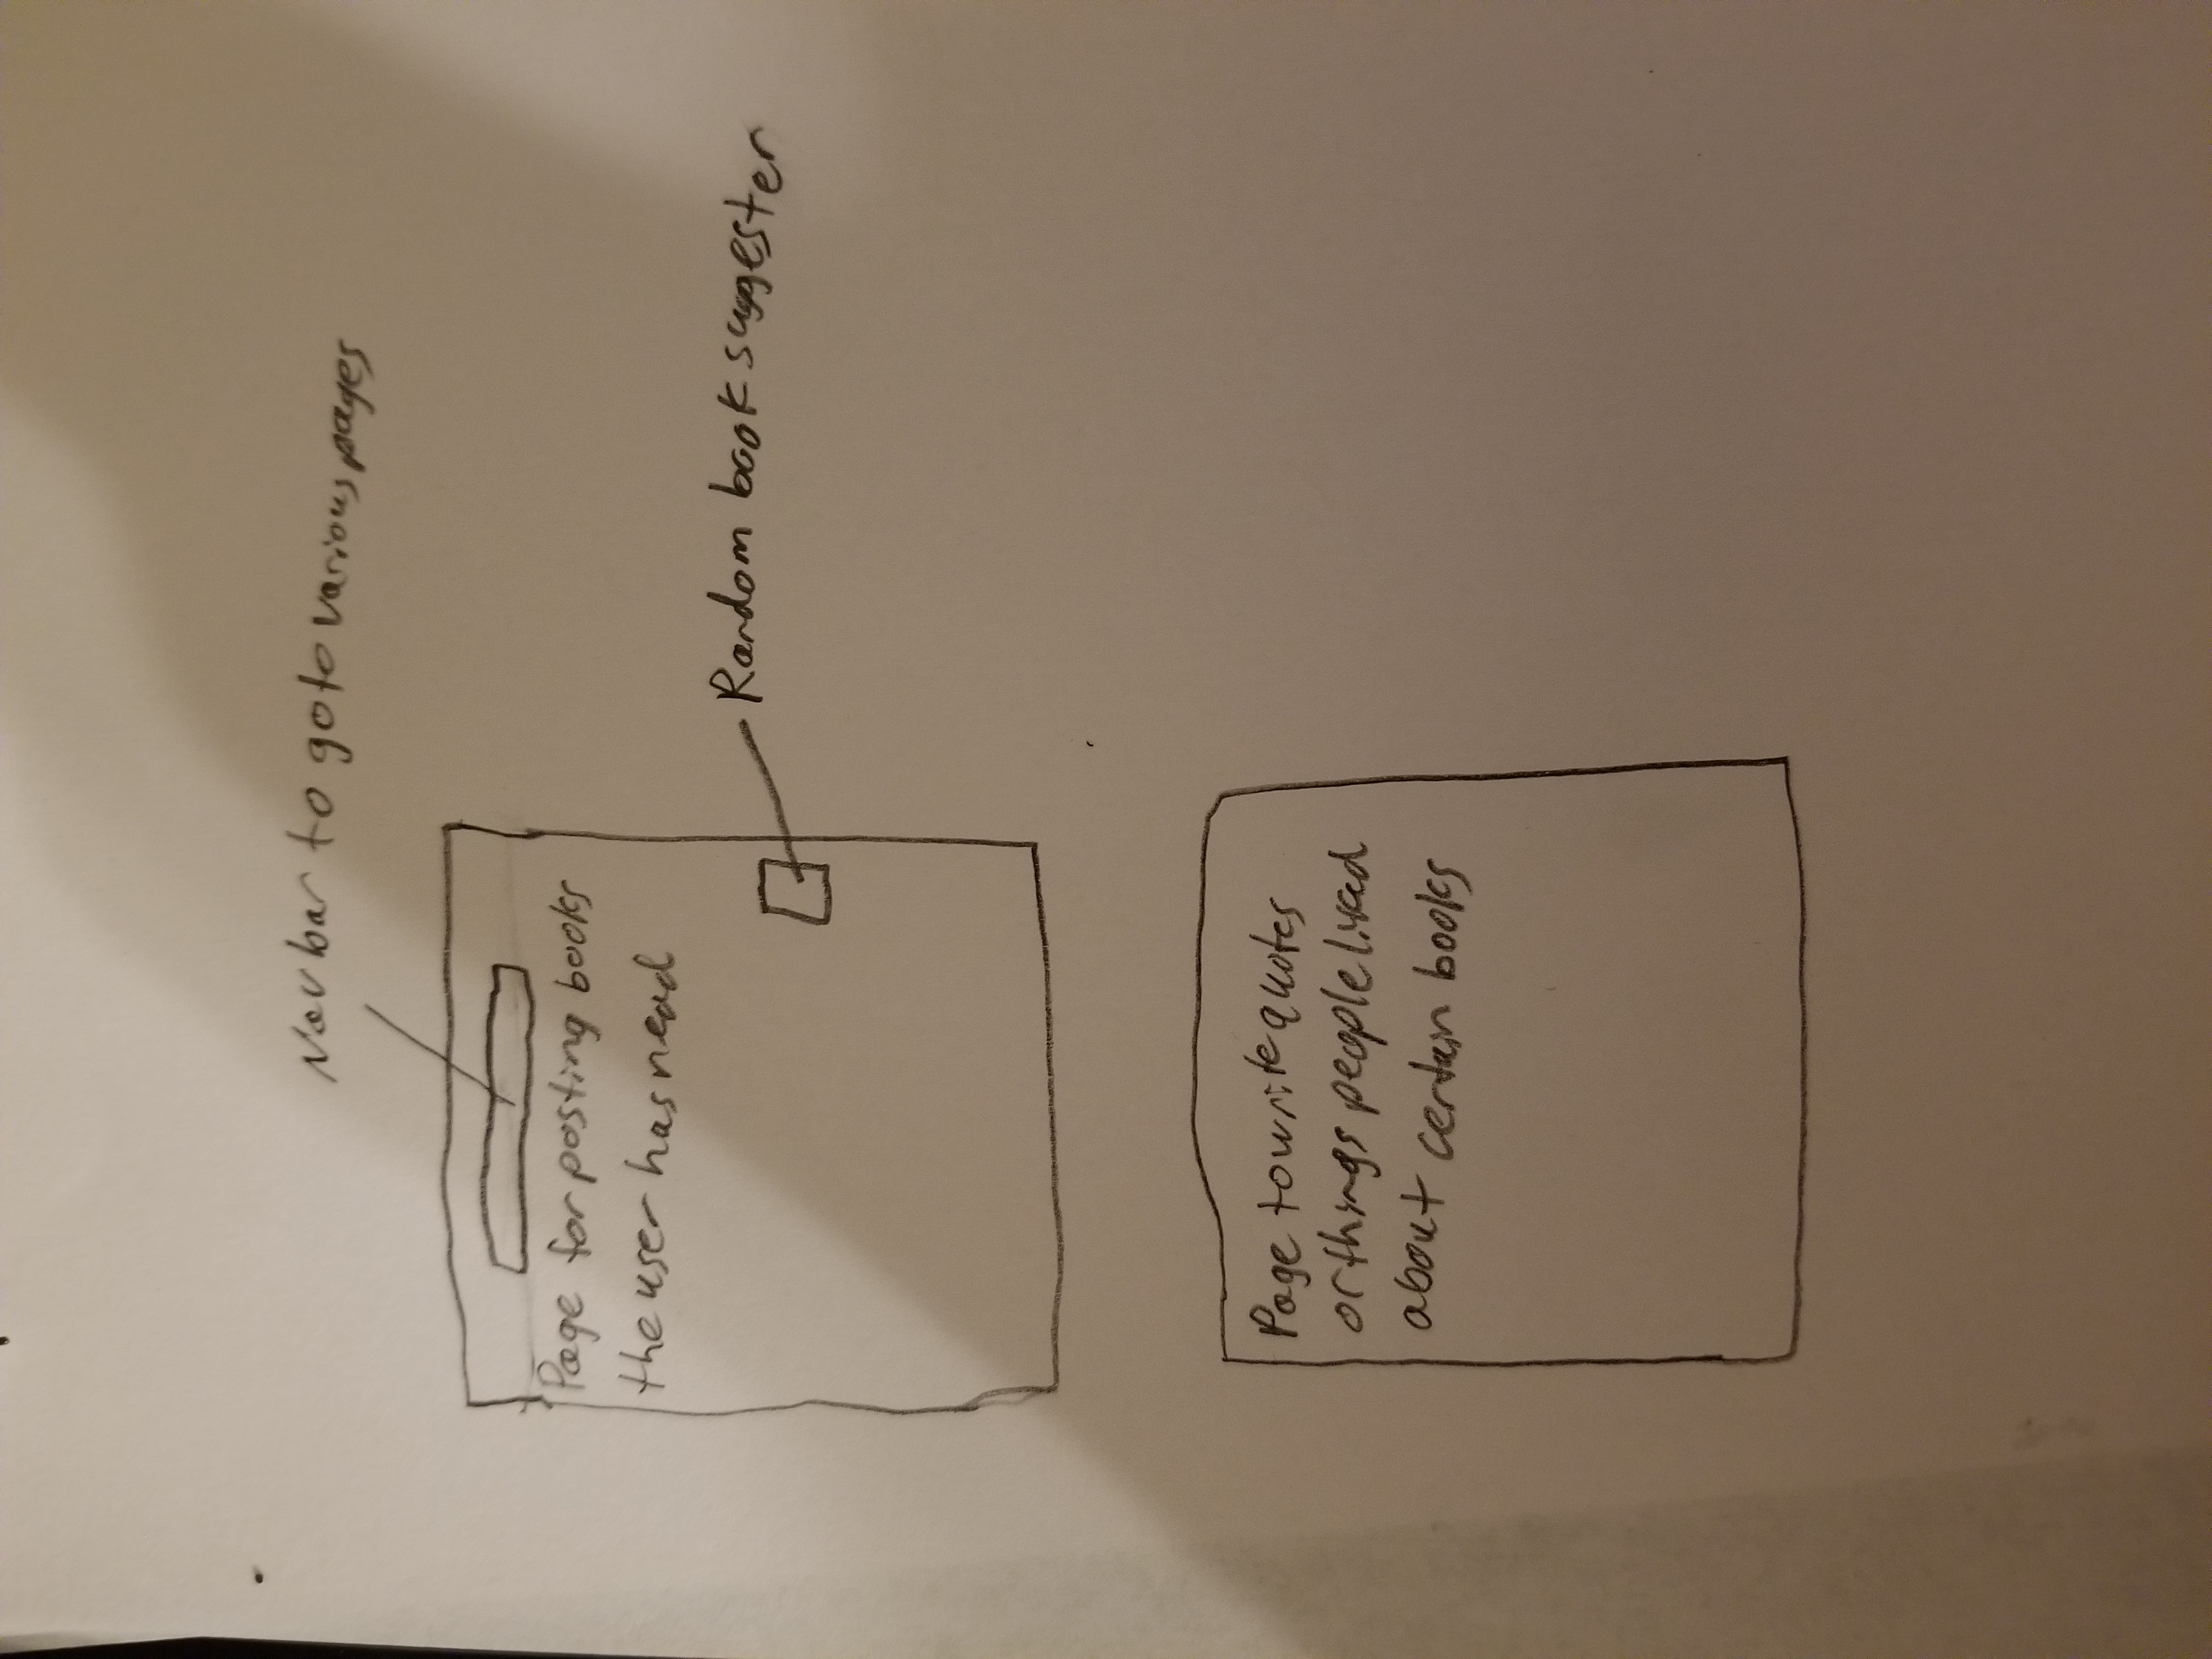 Nav bar to go to various pages
Page for posting books
the user has read
Random book suggester
Page to write quotes
or things people liked
about certain books